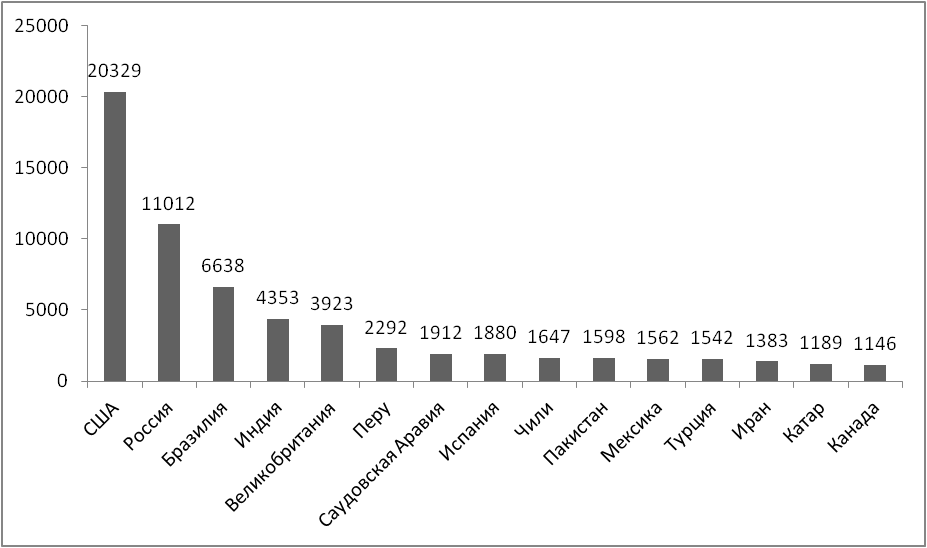 25000
20000
15000
10000
5000
0
20329
11012
6638
4353
3923
2292
1912
1880
1647
1598
1562
1542
1383
1189
1146
США
Россия
Бразилия
Индия
Великобритания
Перу
Саудовская Аравия
Испания
Чили
Пакистан
Мексика
Турция
Иран
Катар
Канада